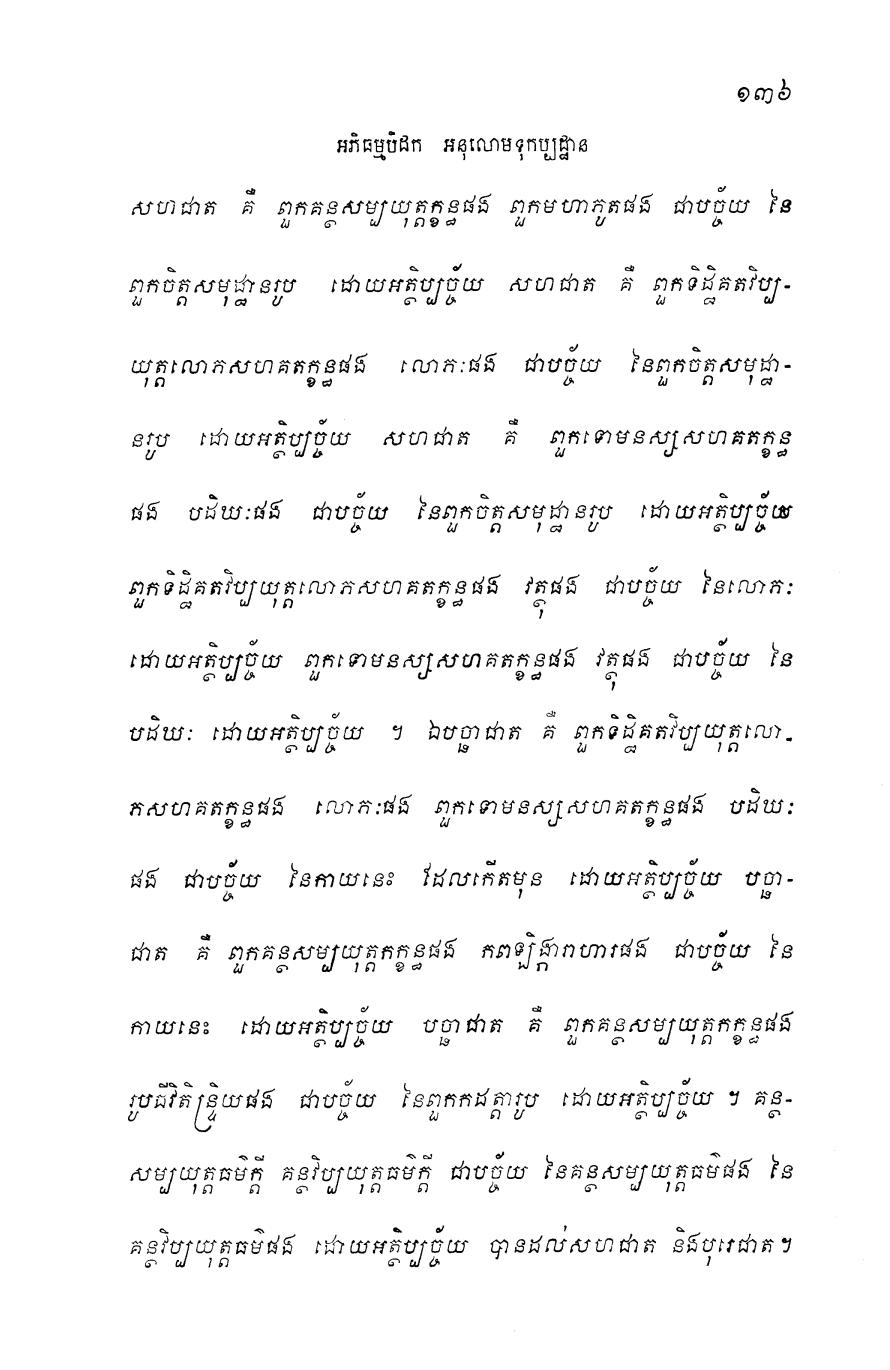 ១៣៦
អភិធម្មបិដក អនុលោមទុកប្បដ្ឋាន
សហជាត គឺ ពួកគន្ថសម្បយុត្តក្ខន្ធផង ពួកមហាភូតផង ជាបច្ច័យ នៃ
ពួកចិត្តសមុដ្ឋានរូប ដោយអត្ថិប្បច្ច័យ សហជាត គឺ ពួកទិដ្ឋិគតវិប្ប-
យុត្តលោភសហគតក្ខន្ធផង លោភៈផង ជាបច្ច័យ នៃពួកចិត្តសមុដ្ឋា-
នរូប ដោយអត្ថិប្បច្ច័យ សហជាត គឺ ពួកទោមនស្សសហគតក្ខន្ធ
ផង បដិឃៈផង ជាបច្ច័យ នៃពួកចិត្តសមុដ្ឋានរូប ដោយអត្ថិប្បច្ច័យ
ពួកទិដ្ឋិគតវិប្បយុត្តលោភសហគតក្ខន្ធផង វត្ថុផង ជាបច្ច័យ នៃលោភៈ
ដោយអត្ថិប្បច្ច័យ ពួកទោមនស្សសហគតក្ខន្ធផង វត្ថុផង ជាបច្ច័យ នៃ
បដិឃៈ ដោយអត្ថិប្បច្ច័យ ។ ឯបច្ឆាជាត គឺ ពួកទិដ្ឋិគតវិប្បយុត្តលោ-
ភសហគតក្ខន្ធផង លោភៈផង ពួកទោមនស្សសហគតក្ខន្ធផង បដិឃៈ
ផង ជាបច្ច័យ នៃកាយនេះ ដែលកើតមុន ដោយអត្ថិប្បច្ច័យ បច្ឆា-
ជាត គឺ ពួកគន្ថសម្បយុត្តកក្ខន្ធផង កពឡិង្ការាហារផង ជាបច្ច័យ នៃ
កាយនេះ ដោយអត្ថិប្បច្ច័យ បច្ឆាជាត គឺ ពួកគន្ថសម្បយុត្តកក្ខន្ធផង
រូបជីវិតិន្ទ្រិយផង ជាបច្ច័យ នៃពួកកដត្តារូប ដោយអត្ថិប្បច្ច័យ ។ គន្ថ-
សម្បយុត្តធម៌ក្តី គន្ថវិប្បយុត្តធម៌ក្តី ជាបច្ច័យ នៃគន្ថសម្បយុត្តធម៌ផង នៃ
គន្ថវិប្បយុត្តធម៌ផង ដោយអត្ថិប្បច្ច័យ បានដល់សហជាត និងបុរេជាត។